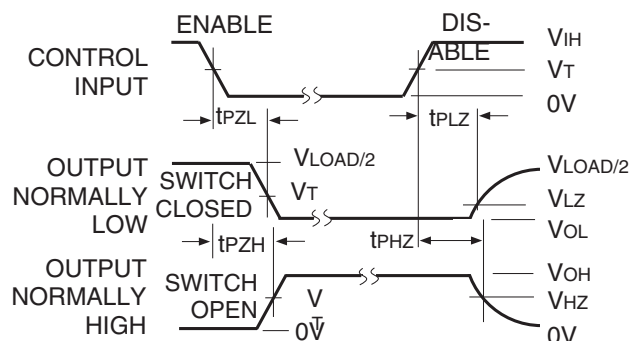 ENABLE
DIS-
ABLE
CONTROL
INPUT
VIH
VT
0V
tPZL
tPLZ
OUTPUT
NORMALLY
LOW
SWITCH
CLOSED
VLOAD/2
VT
VLOAD/2
VLZ
VOL
tPZH
tPHZ
OUTPUT
NORMALLY
HIGH
SWITCH
OPEN
VT
0V
VOH
VHZ
0V